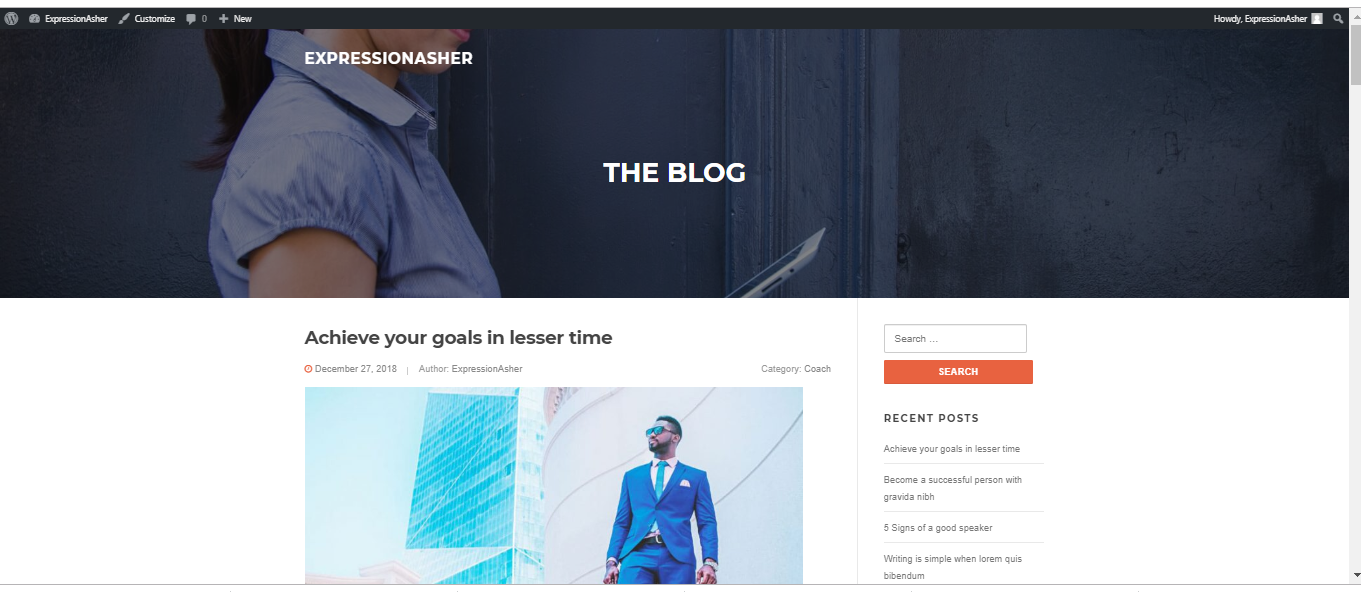 ExpressionAsher Customize 0 New Howdy, ExpressionAsher
EXPRESSIONASHER
THE BLOG
Achieve your goals in lesser time
December 27, 2018 | Author: ExpressionAsher Category: Coach
Search ...
SEARCH
RECENT POSTS
Achieve your goals in lesser time
Become a successful person with
gravida nibh
5 Signs of a good speaker
Writing is simple when lorem quis
bibendum